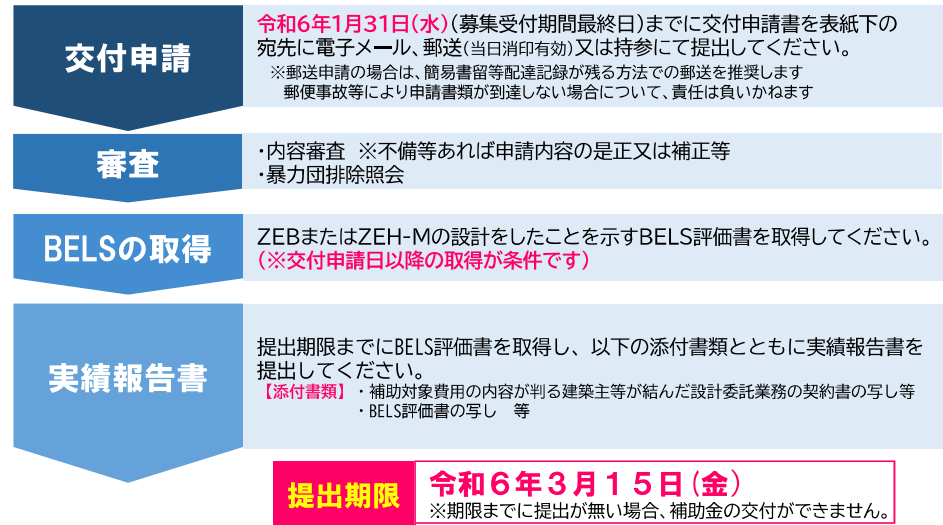 交付申請
令和6年1月31日(水)(募集受付期間最終日)までに交付申請書を表紙下の
宛先に電子メール、郵送(当日消印有効)又は持参にて提出してください。
※郵送申請の場合は、簡易書留等配達記録が残る方法での郵送を推奨します
郵便事故等により申請書類が到達しない場合について、責任は負いかねます
審査
・内容審査　※不備等あれば申請内容の是正又は補正等
・暴力団排除照会
BELSの取得
ZEBまたはZEH-Mの設計をしたことを示すBELS評価書を取得してください。
(※交付申請日以降の取得が条件です)
実績報告書
提出期限までにBELS評価書を取得し、以下の添付書類とともに実績報告書を
提出してください。
【添付書類】・補助対象費用の内容が判る建築主等が結んだ設計委託業務の契約書の写し等
・BELS評価書の写し　等
提出期限
令和６年３月１５日(金)
※期限までに提出が無い場合、補助金の交付ができません。